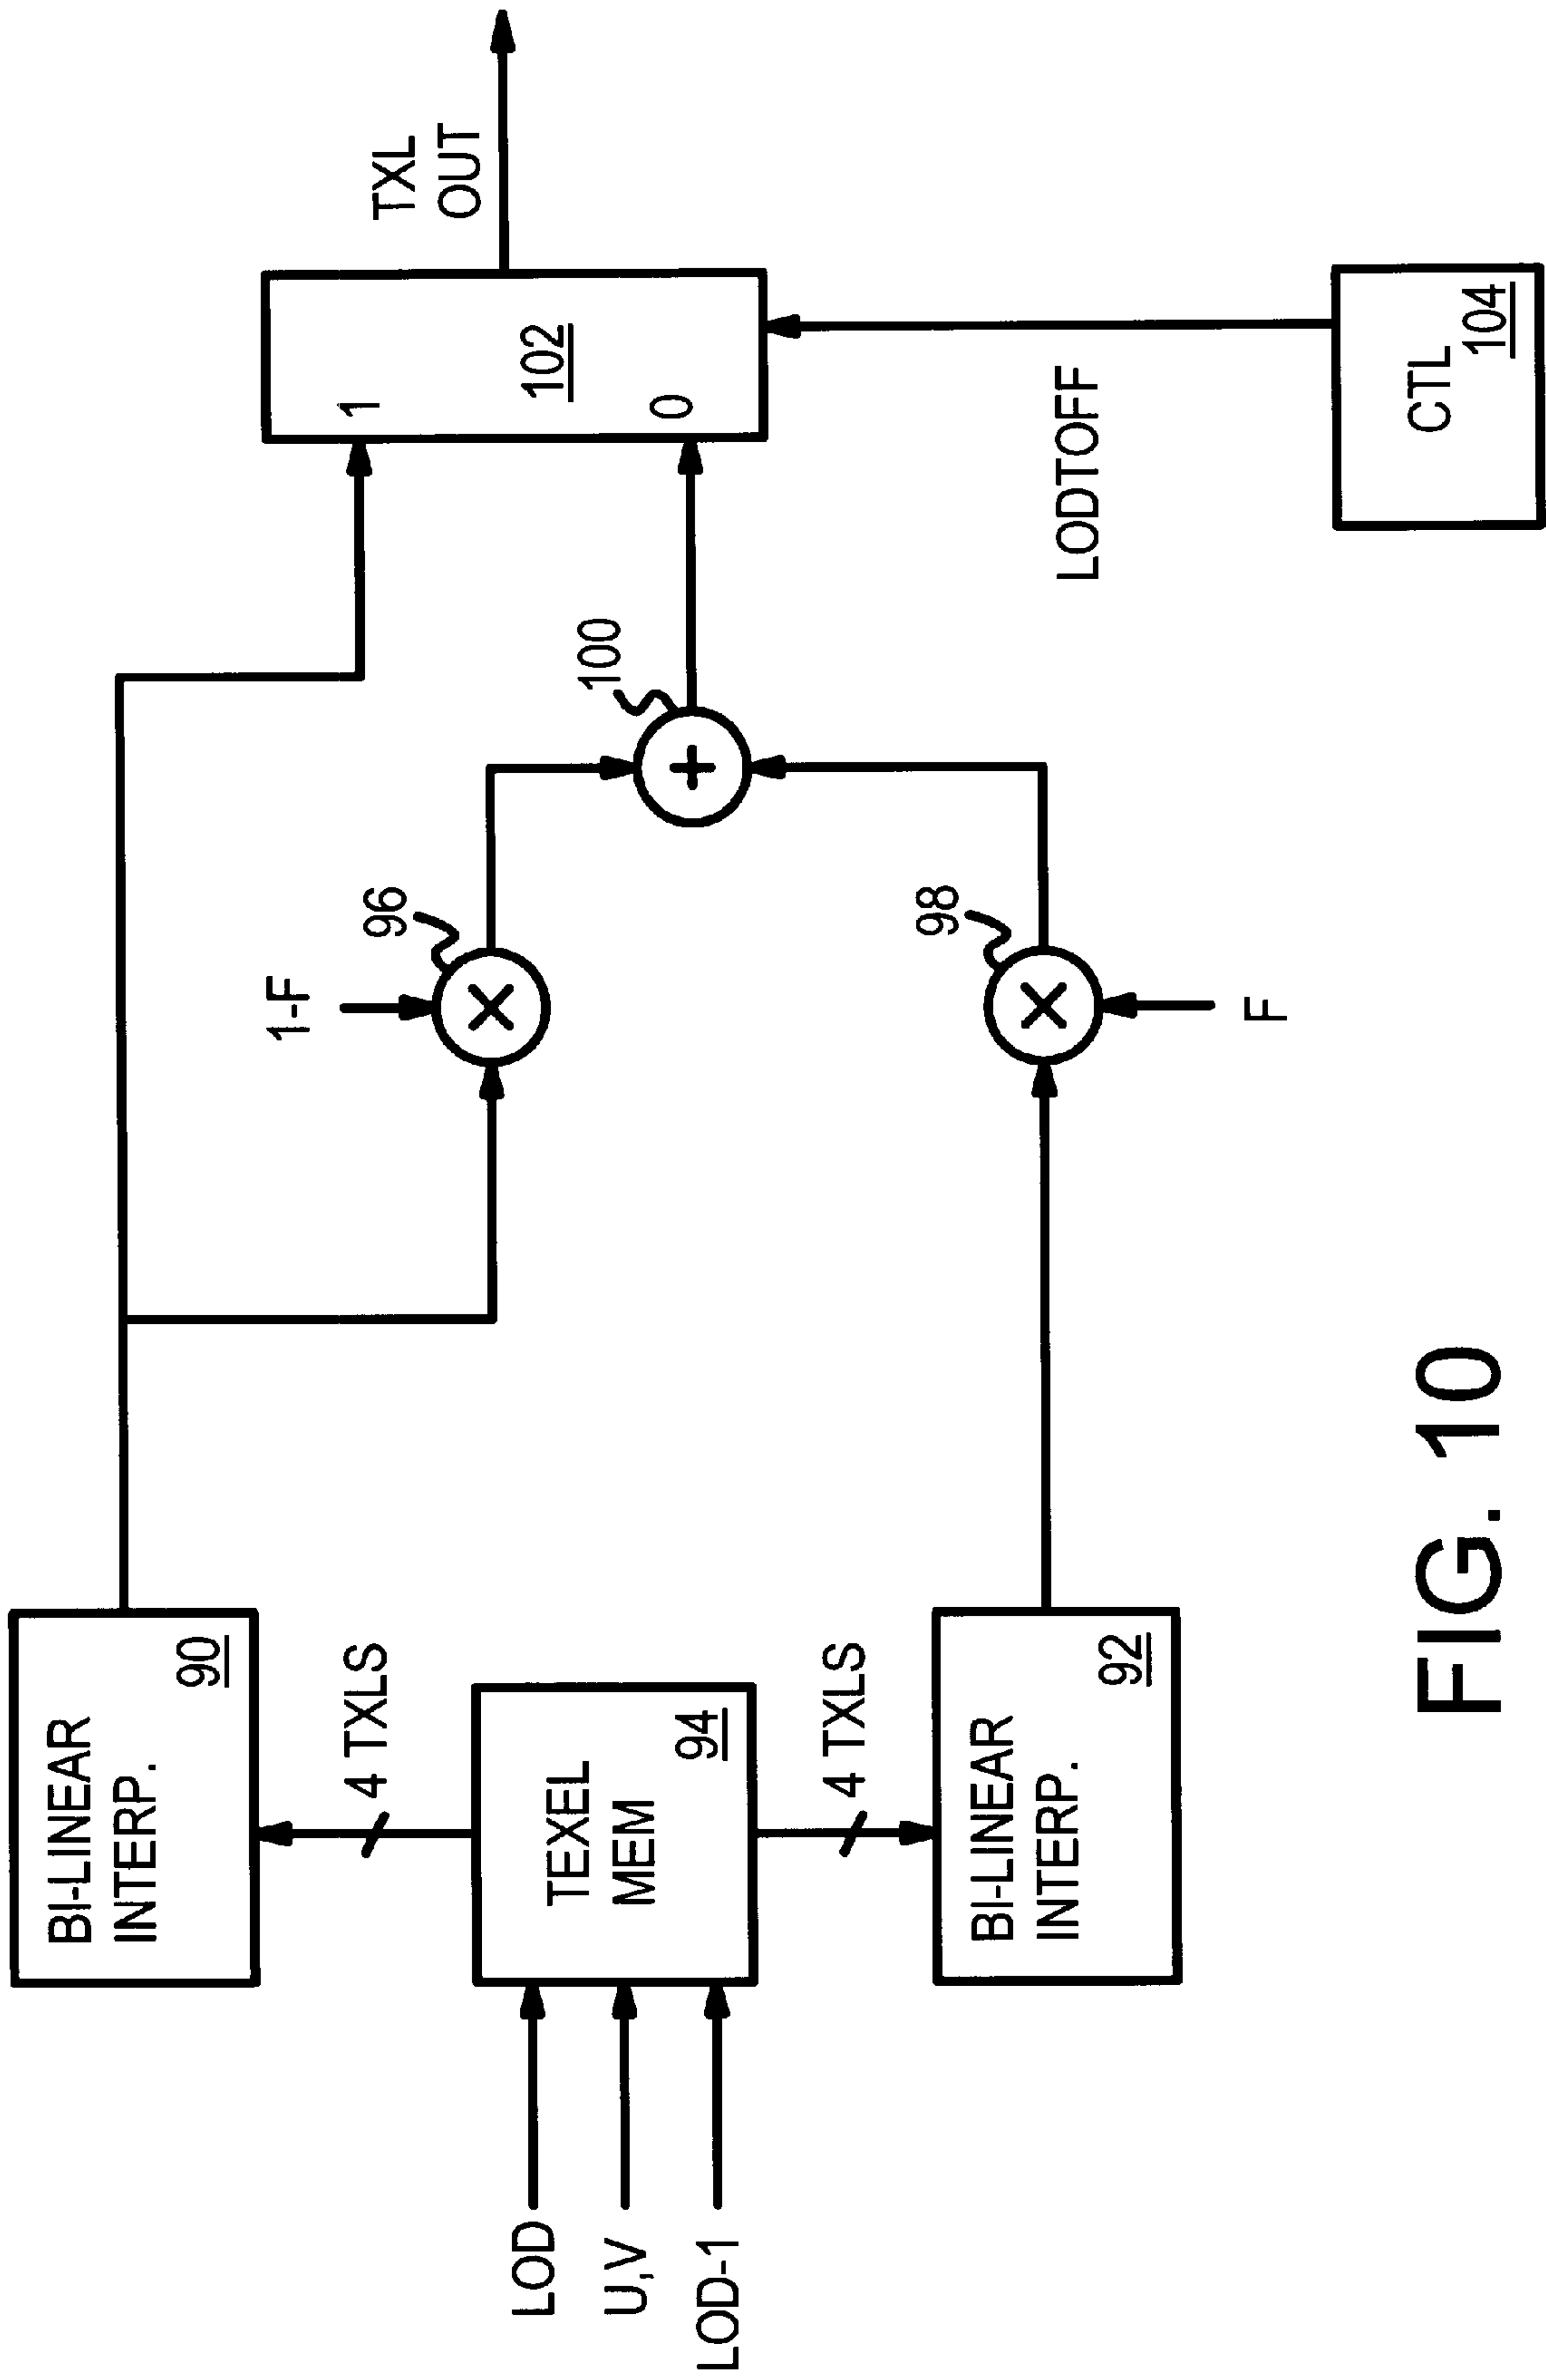 BI-LINEAR
INTERP.
90
4 TXLS
LOD
U,V
LOD-1
TEXEL
MEM
94
4 TXLS
BI-LINEAR
INTERP.
92
1-F
96
98
F
100
1
102
0
TXL
OUT
LODTOFF
CTL
104
FIG. 10